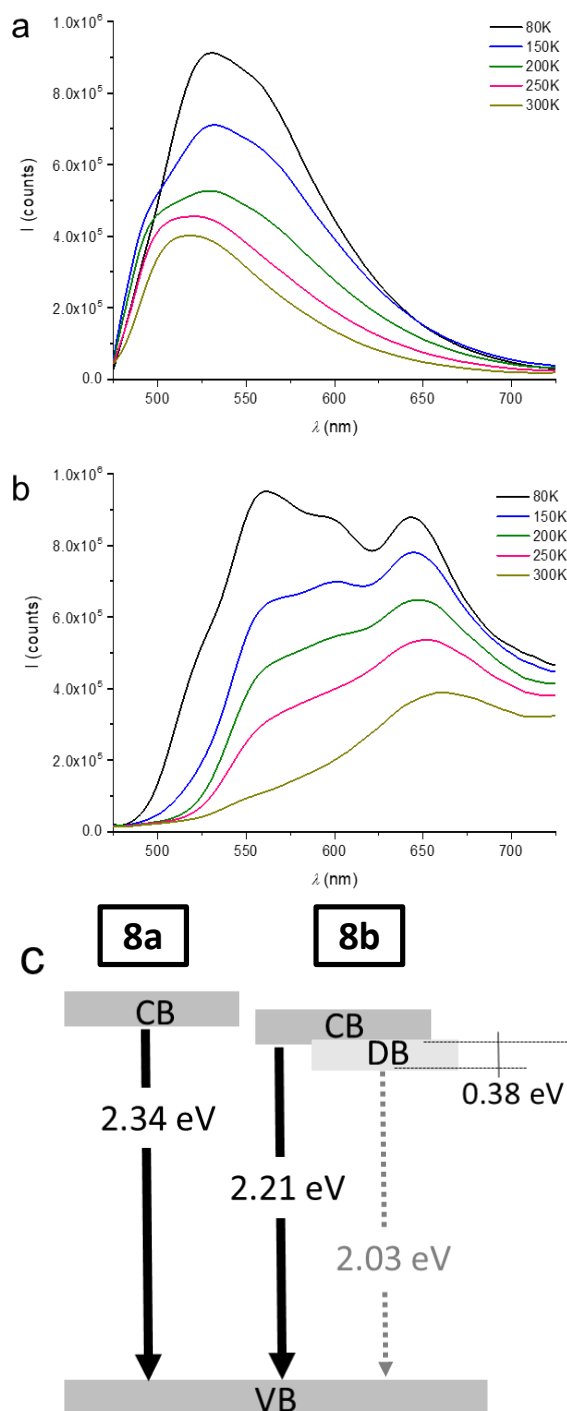 a
1.0x10⁶
8.0x10⁵
6.0x10⁵
4.0x10⁵
2.0x10⁵
0.0
I (counts)
80K
150K
200K
250K
300K
500 550 600 650 700
λ (nm)
b
1.0x10⁶
8.0x10⁵
6.0x10⁵
4.0x10⁵
2.0x10⁵
0.0
I (counts)
80K
150K
200K
250K
300K
500 550 600 650 700
λ (nm)
c
8a 8b
CB
CB
DB
0.38 eV
2.34 eV
2.21 eV
2.03 eV
VB